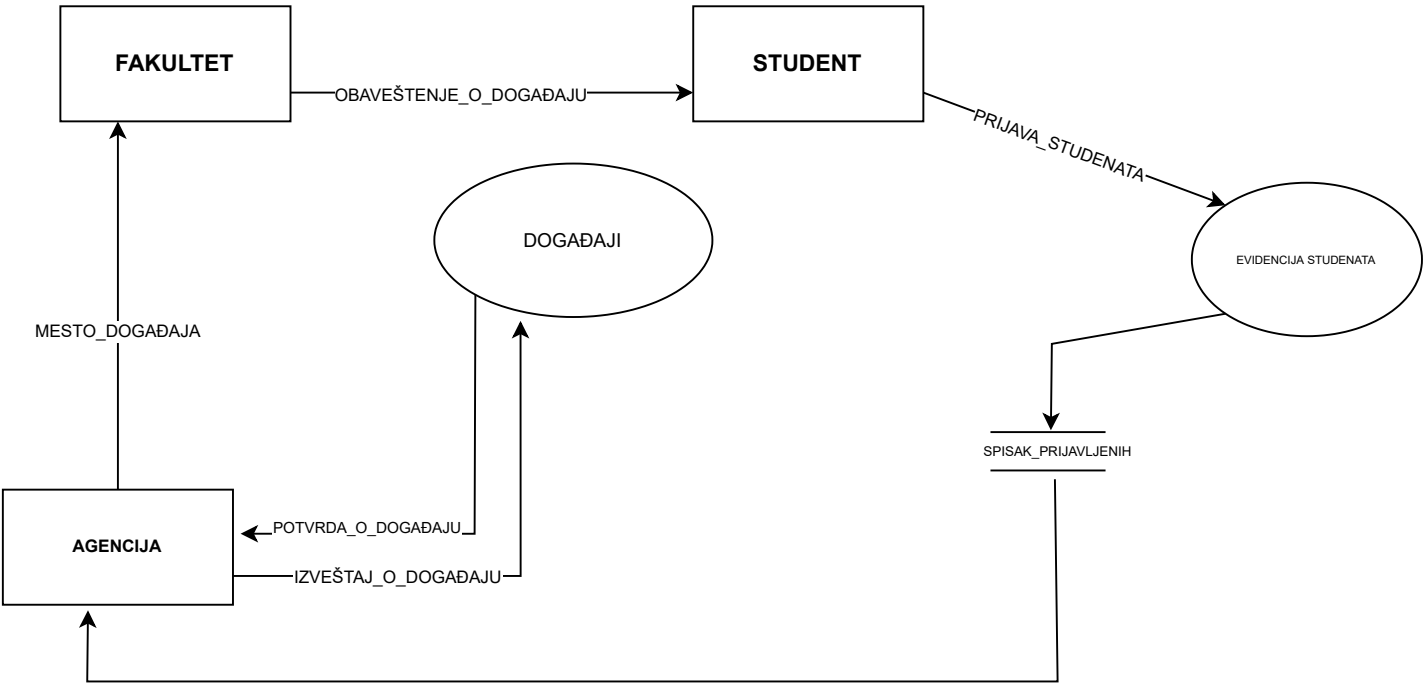 FAKULTET
STUDENT
OBAVEŠTENJE_O_DOGAĐAJU
PRIJAVA_STUDENATA
DOGAĐAJI
EVIDENCIJA STUDENATA
MESTO_DOGAĐAJA
SPISAK_PRIJAVLJENIH
POTVRDA_O_DOGAĐAJU
AGENCIJA
IZVEŠTAJ_O_DOGAĐAJU